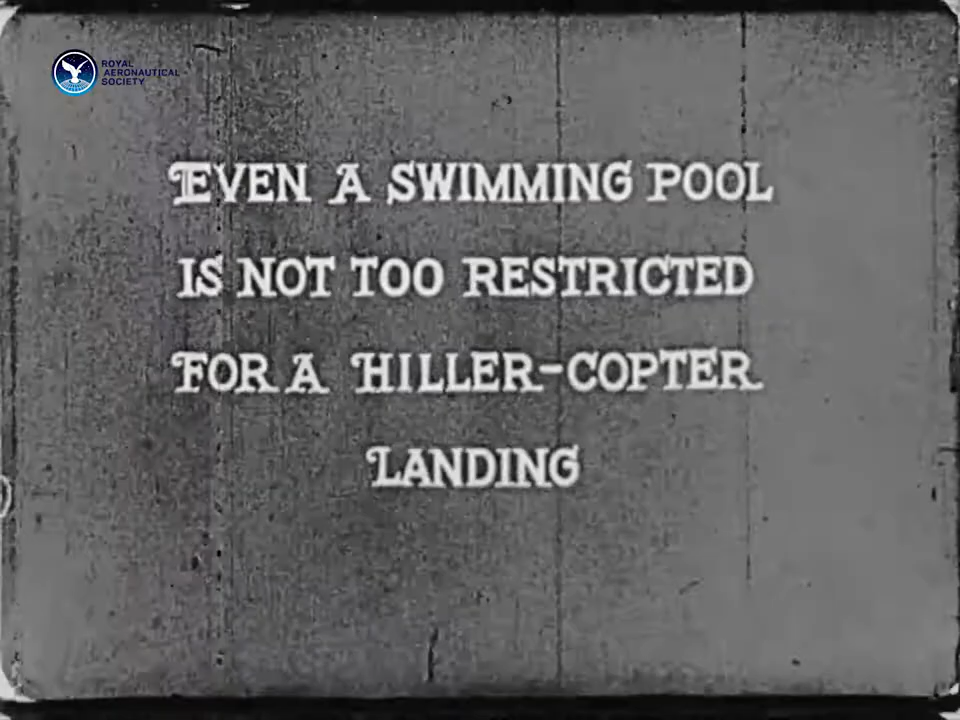 ROYAL
AERONAUTICAL
SOCIETY
EVEN A SWIMMING POOL
IS NOT TOO RESTRICTED
FOR A HILLER-COPTER
LANDING